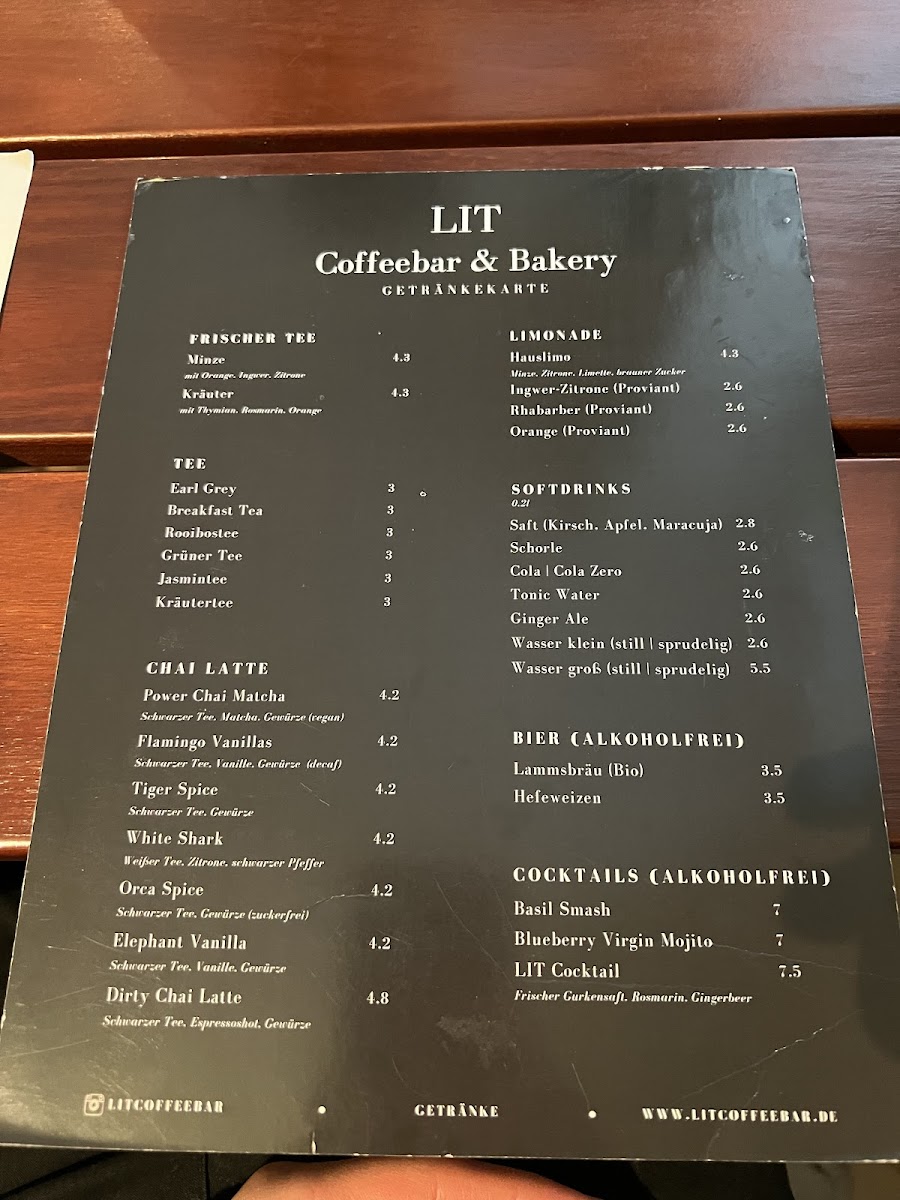 LIT
Coffeebar & Bakery
GETRÄNKEKARTE
FRISCHER TEE
Minze 4.3
mit Orange, Ingwer, Zitrone
Kräuter 4.3
mit Thymian, Rosmarin, Orange
TEE
Earl Grey 3
Breakfast Tea 3
Rooibostee 3
Grüner Tee 3
Jasmintee 3
Kräutertee 3
CHAI LATTE
Power Chai Matcha 4.2
Schwarzer Tee, Matcha, Gewürze (vegan)
Flamingo Vanillas 4.2
Schwarzer Tee, Vanille, Gewürze (decaf)
Tiger Spice 4.2
Schwarzer Tee, Gewürze
White Shark 4.2
Weißer Tee, Zitrone, schwarzer Pfeffer
Orca Spice 4.2
Schwarzer Tee, Gewürze (zuckerfrei)
Elephant Vanilla 4.2
Schwarzer Tee, Vanille, Gewürze
Dirty Chai Latte 4.8
Schwarzer Tee, Espressoshot, Gewürze
LIMONADE
Hauslimo 4.3
Minze, Zitrone, Limette, brauner Zucker
Ingwer-Zitrone (Proviant) 2.6
Rhabarber (Proviant) 2.6
Orange (Proviant) 2.6
SOFTDRINKS
0.2l
Saft (Kirsch, Apfel, Maracuja) 2.8
Schorle 2.6
Cola | Cola Zero 2.6
Tonic Water 2.6
Ginger Ale 2.6
Wasser klein (still | sprudelig) 2.6
Wasser groß (still | sprudelig) 5.5
BIER (ALKOHOLFREI)
Lammsbräu (Bio) 3.5
Hefeweizen 3.5
COCKTAILS (ALKOHOLFREI)
Basil Smash 7
Blueberry Virgin Mojito 7
LIT Cocktail 7.5
Frischer Gurkensaft, Rosmarin, Gingerbeer
LITCOFFEEBAR • GETRÄNKE • WWW.LITCOFFEEBAR.DE